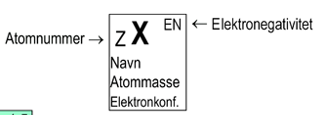 EN ← Elektronegativitet
Atomnummer → Z X
Navn
Atommasse
Elektronkonf.